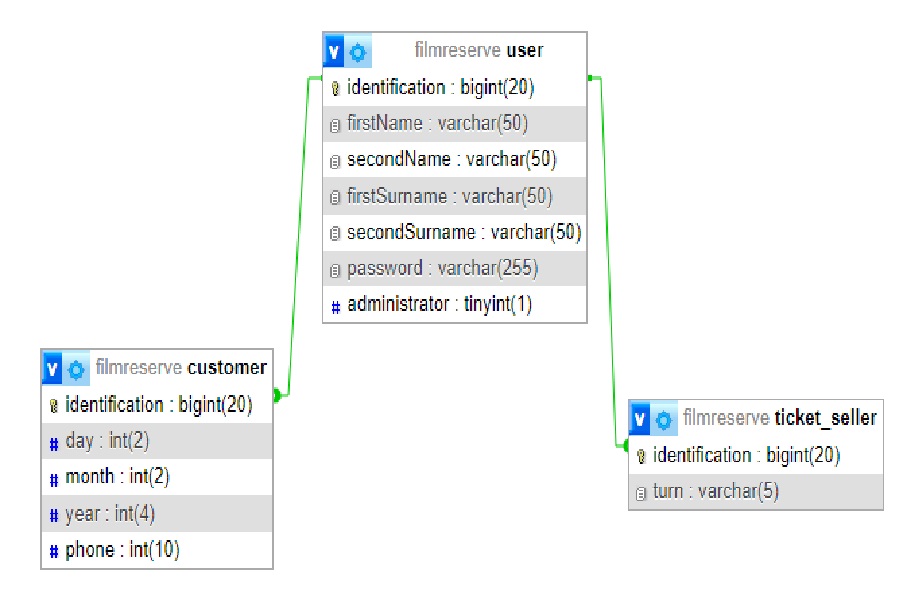 filmreserve user
identification : bigint(20)
firstName : varchar(50)
secondName : varchar(50)
firstSurname : varchar(50)
secondSurname : varchar(50)
password : varchar(255)
# administrator : tinyint(1)
filmreserve customer
identification : bigint(20)
# day : int(2)
# month : int(2)
# year : int(4)
# phone : int(10)
filmreserve ticket_seller
identification : bigint(20)
turn : varchar(5)